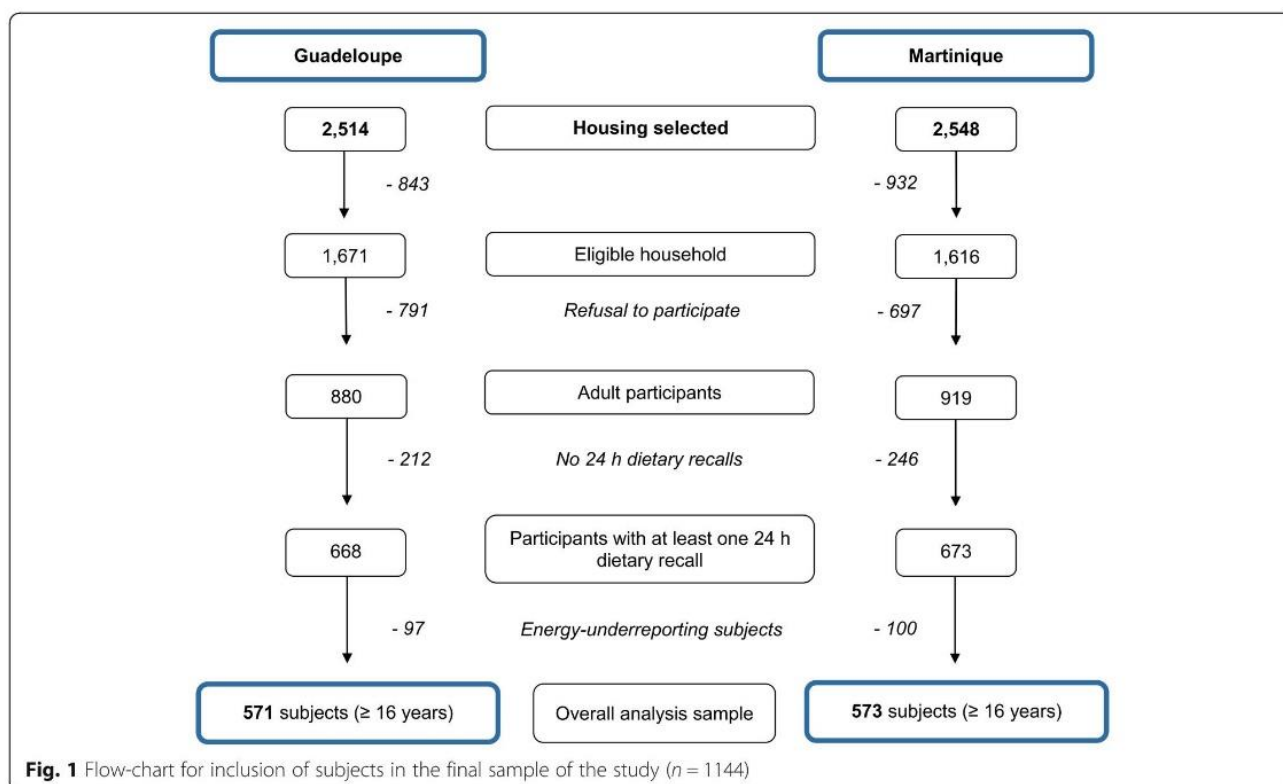 Guadeloupe Martinique
2,514 Housing selected 2,548
- 843 - 932
1,671 Eligible household 1,616
- 791 Refusal to participate - 697
880 Adult participants 919
- 212 No 24 h dietary recalls - 246
668 Participants with at least one 24 h dietary recall 673
- 97 Energy-underreporting subjects - 100
571 subjects (≥ 16 years) Overall analysis sample 573 subjects (≥ 16 years)
Fig. 1 Flow-chart for inclusion of subjects in the final sample of the study (n = 1144)